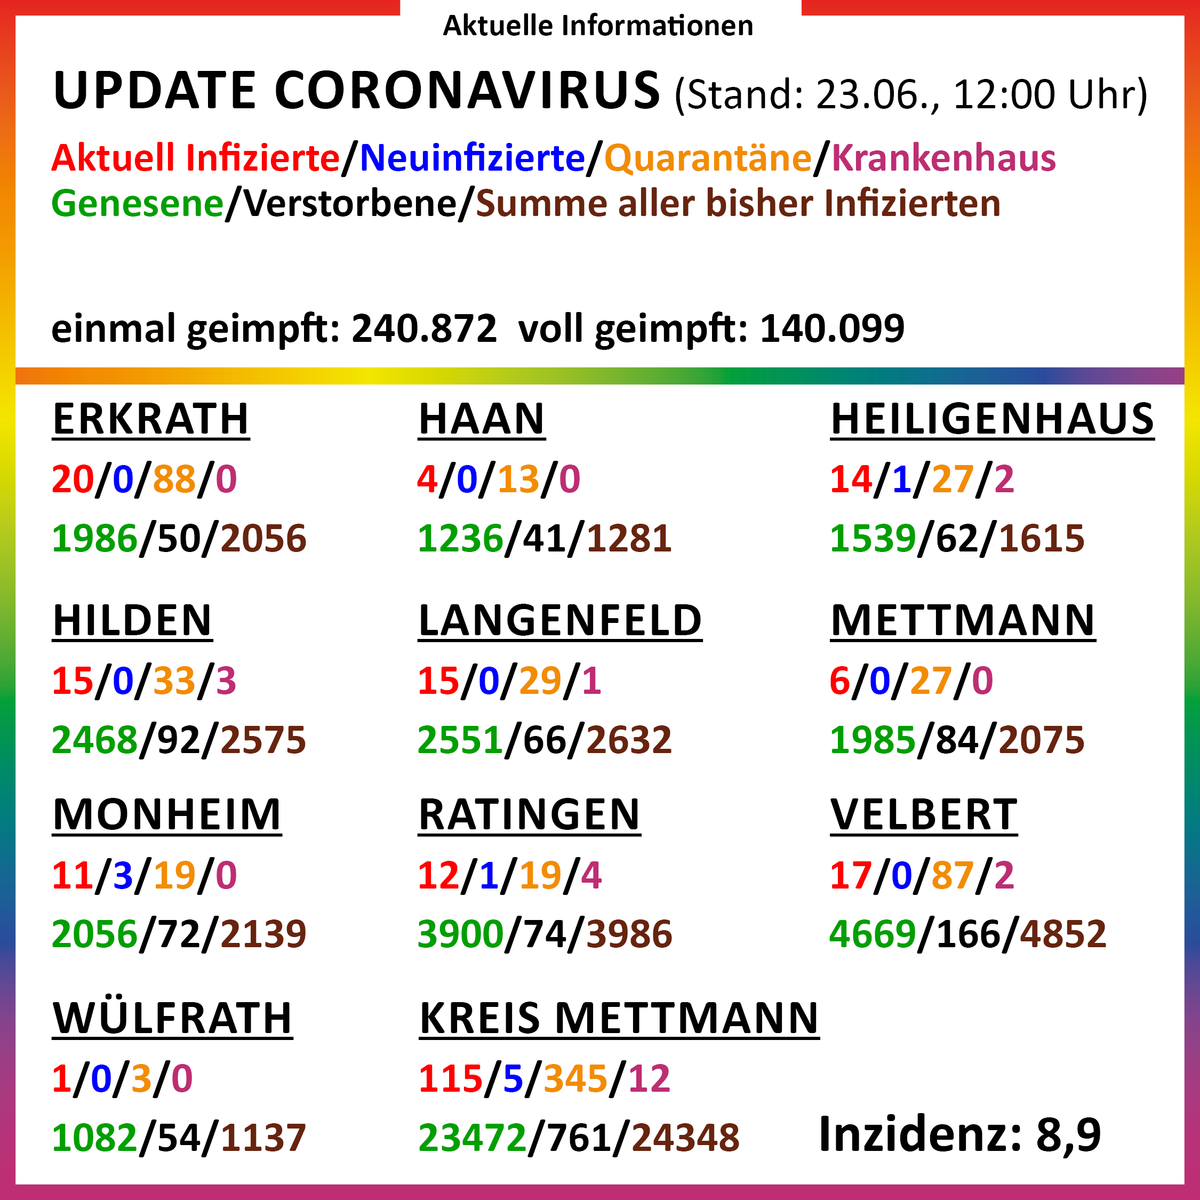 Aktuelle Informationen
UPDATE CORONAVIRUS (Stand: 23.06., 12:00 Uhr)
Aktuell Infizierte/Neuinfizierte/Quarantäne/Krankenhaus
Genesene/Verstorbene/Summe aller bisher Infizierten
einmal geimpft: 240.872 voll geimpft: 140.099
ERKRATH
20/0/88/0
1986/50/2056
HAAN
4/0/13/0
1236/41/1281
HEILIGENHAUS
14/1/27/2
1539/62/1615
HILDEN
15/0/33/3
2468/92/2575
LANGENFELD
15/0/29/1
2551/66/2632
METTMANN
6/0/27/0
1985/84/2075
MONHEIM
11/3/19/0
2056/72/2139
RATINGEN
12/1/19/4
3900/74/3986
VELBERT
17/0/87/2
4669/166/4852
WÜLFRATH
1/0/3/0
1082/54/1137
KREIS METTMANN
115/5/345/12
23472/761/24348
Inzidenz: 8,9